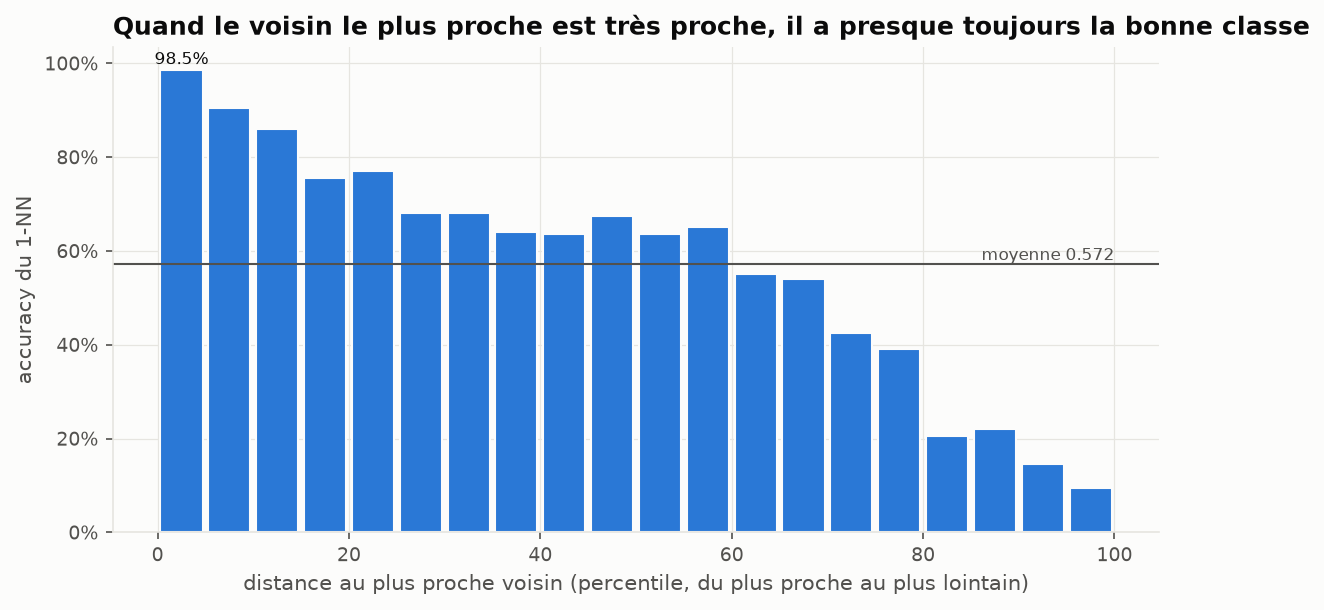 Quand le voisin le plus proche est très proche, il a presque toujours la bonne classe
98.5%
100%
80%
60%
40%
20%
0%
accuracy du 1-NN
moyenne 0.572
0 20 40 60 80 100
distance au plus proche voisin (percentile, du plus proche au plus lointain)